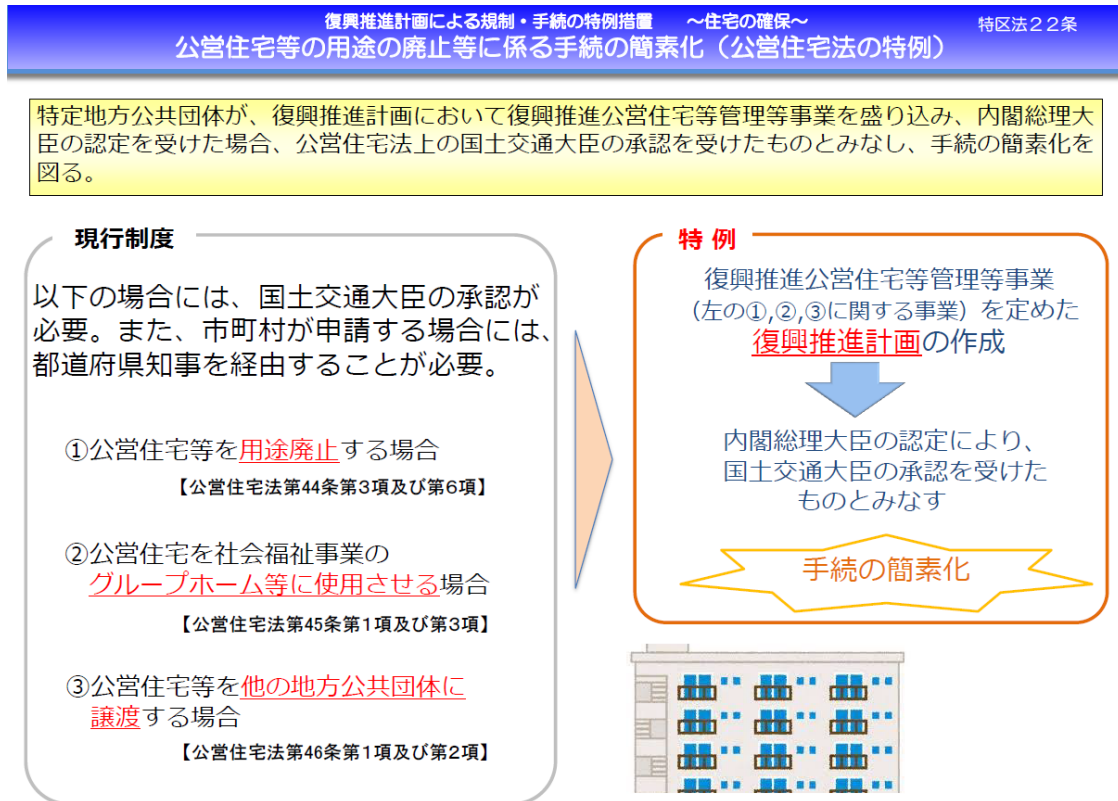 復興推進計画による規制・手続の特例措置　～住宅の確保～
特区法２２条
公営住宅等の用途の廃止等に係る手続の簡素化（公営住宅法の特例）
特定地方公共団体が、復興推進計画において復興推進公営住宅等管理等事業を盛り込み、内閣総理大
臣の認定を受けた場合、公営住宅法上の国土交通大臣の承認を受けたものとみなし、手続の簡素化を
図る。
現行制度
以下の場合には、国土交通大臣の承認が
必要。また、市町村が申請する場合には、
都道府県知事を経由することが必要。
①公営住宅等を用途廃止する場合
【公営住宅法第44条第３項及び第６項】
②公営住宅を社会福祉事業の
グループホーム等に使用させる場合
【公営住宅法第45条第１項及び第３項】
③公営住宅等を他の地方公共団体に
譲渡する場合
【公営住宅法第46条第１項及び第２項】
特 例
復興推進公営住宅等管理等事業
（左の①,②,③に関する事業）を定めた
復興推進計画の作成
内閣総理大臣の認定により、
国土交通大臣の承認を受けた
ものとみなす
手続の簡素化